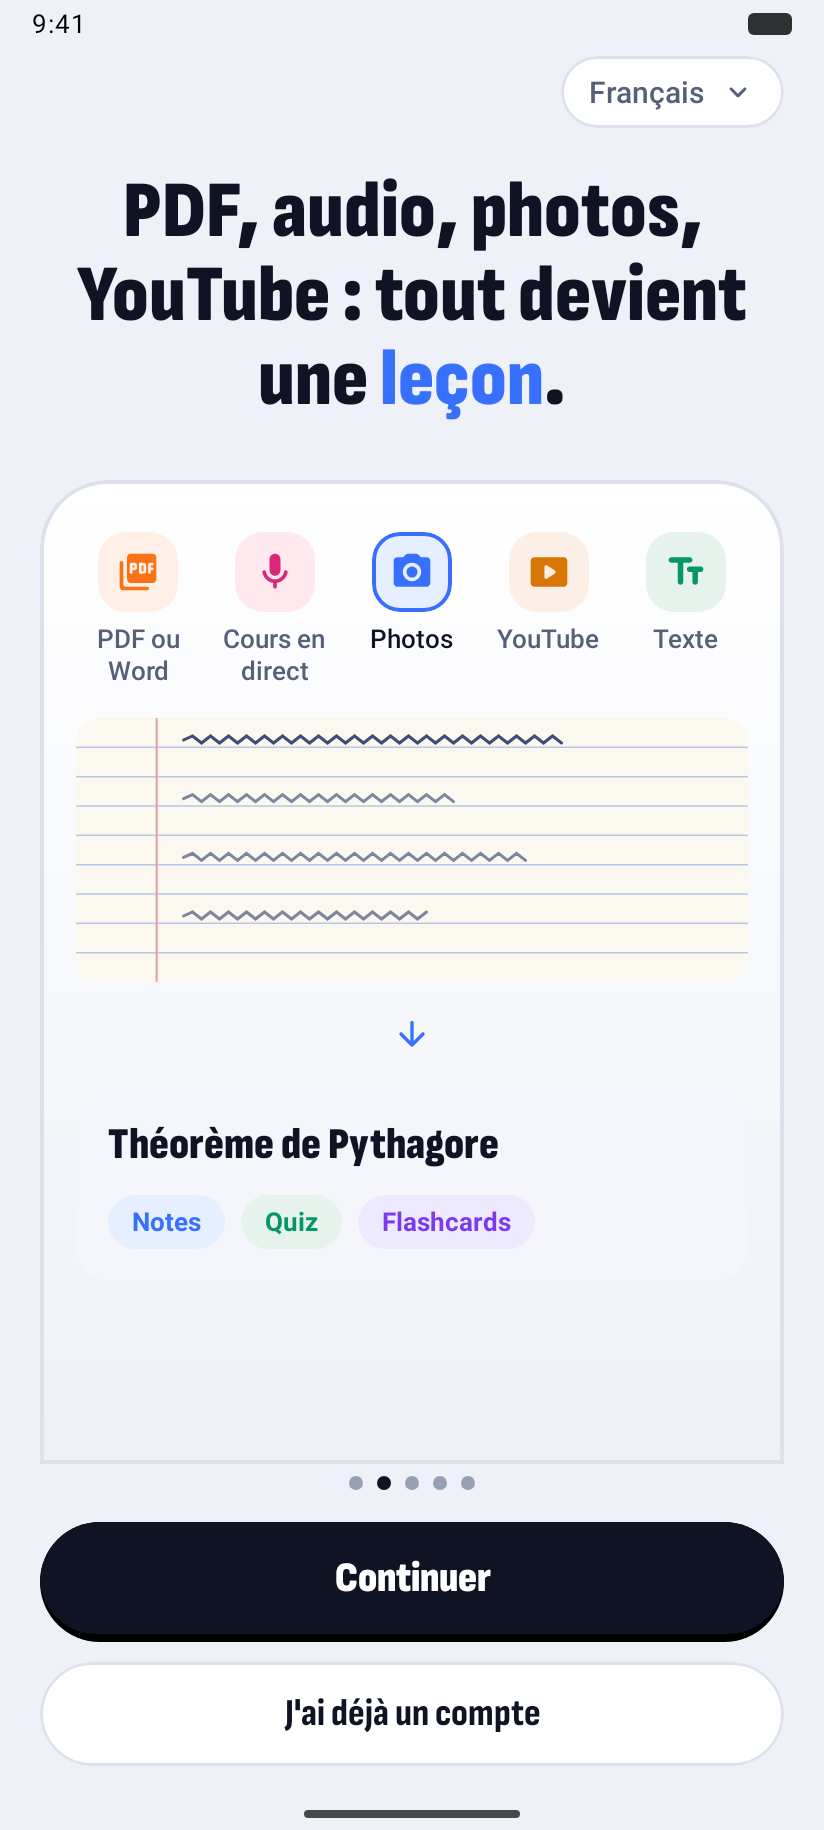 9:41
Français
PDF, audio, photos,
YouTube : tout devient
une leçon.
PDF
PDF ou
Word
Cours en
direct
Photos
YouTube
Texte
Théorème de Pythagore
Notes
Quiz
Flashcards
Continuer
J'ai déjà un compte